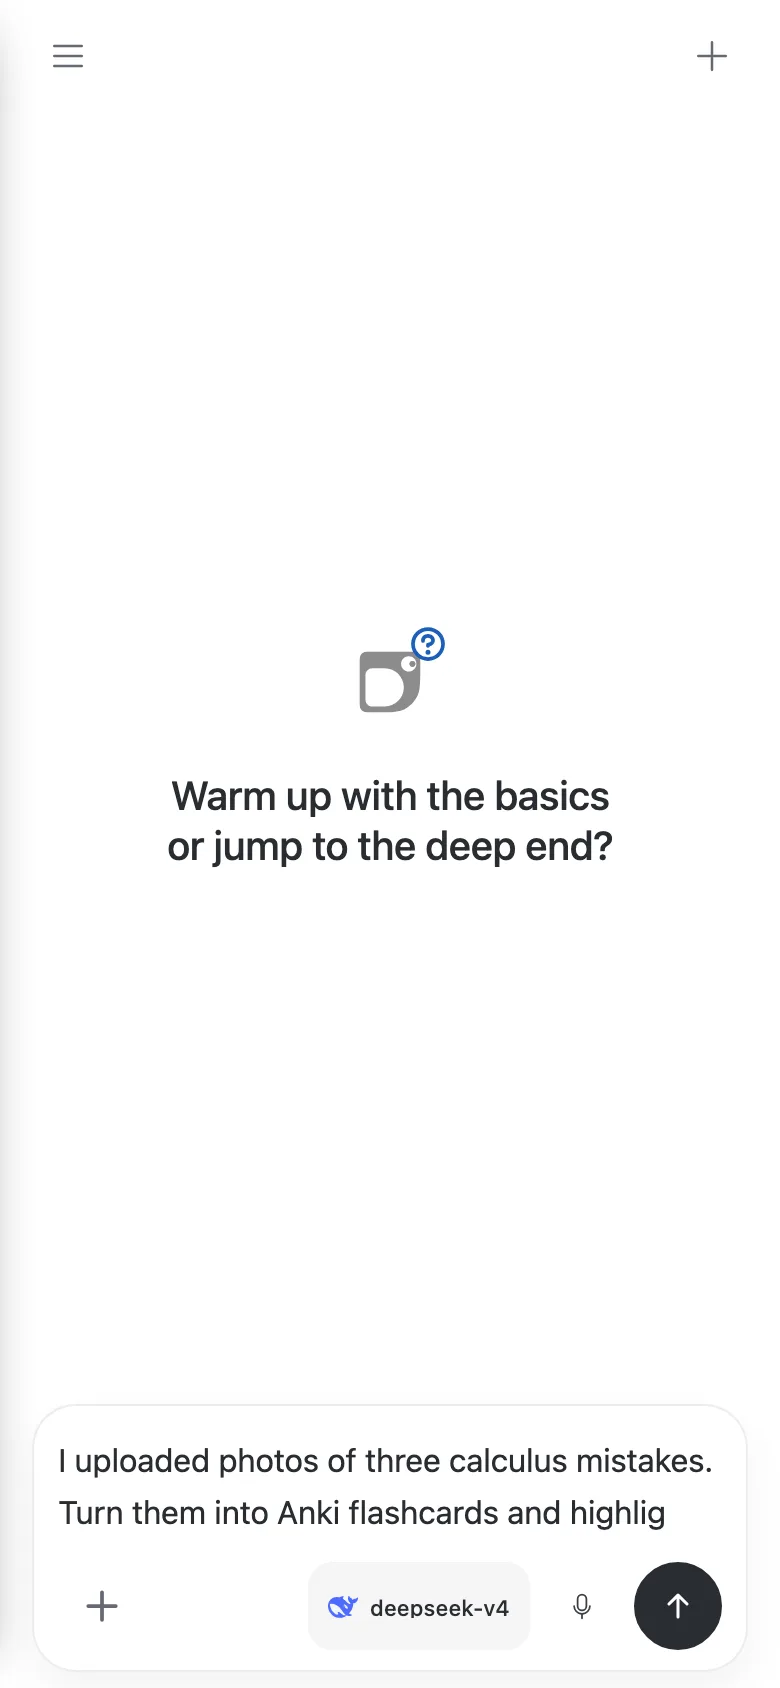 Warm up with the basics
or jump to the deep end?
I uploaded photos of three calculus mistakes.
Turn them into Anki flashcards and highlig
deepseek-v4